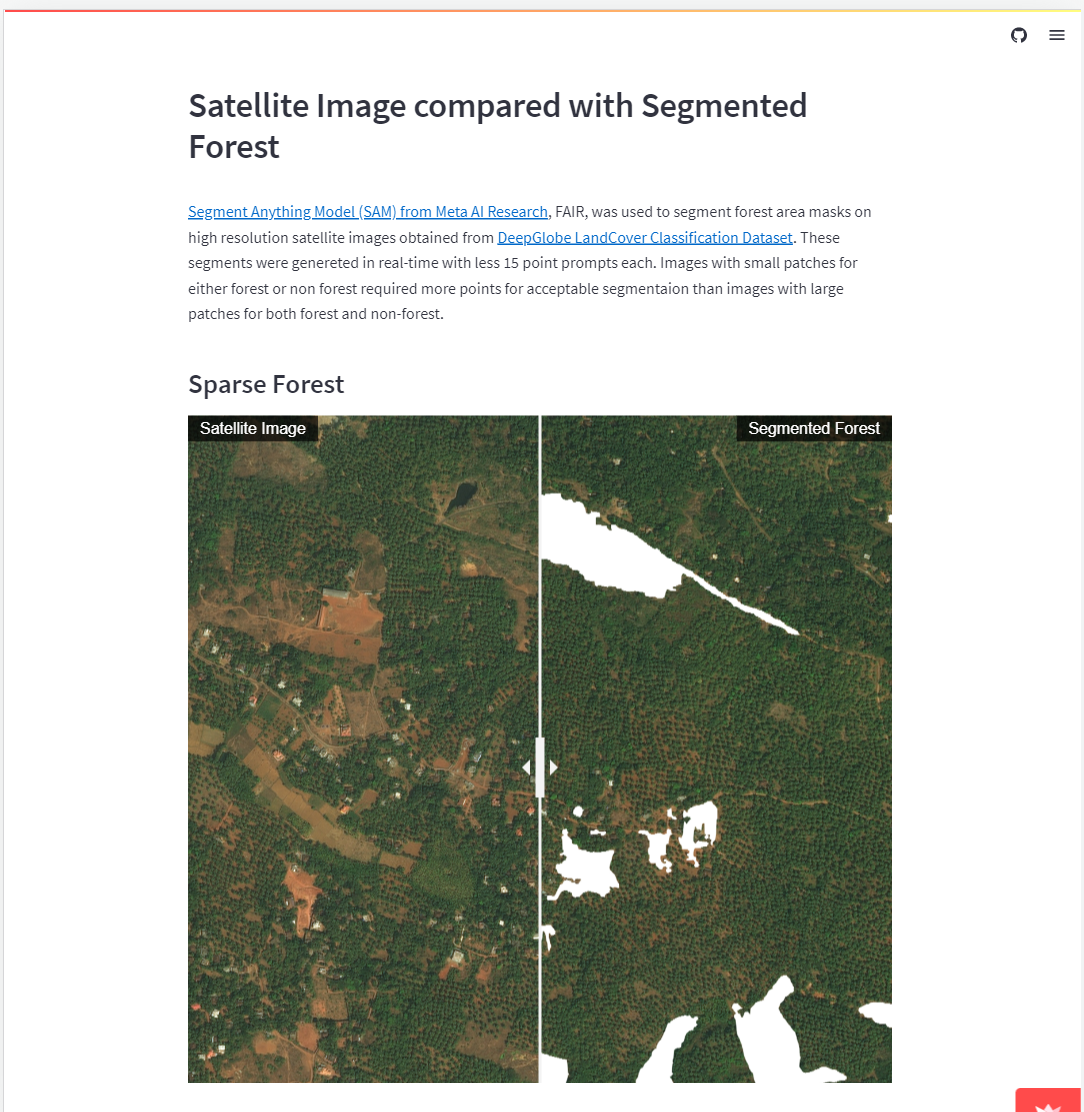 Satellite Image compared with Segmented
Forest
Segment Anything Model (SAM) from Meta AI Research, FAIR, was used to segment forest area masks on
high resolution satellite images obtained from DeepGlobe LandCover Classification Dataset. These
segments were genereted in real-time with less 15 point prompts each. Images with small patches for
either forest or non forest required more points for acceptable segmentaion than images with large
patches for both forest and non-forest.
Sparse Forest
Satellite Image
Segmented Forest